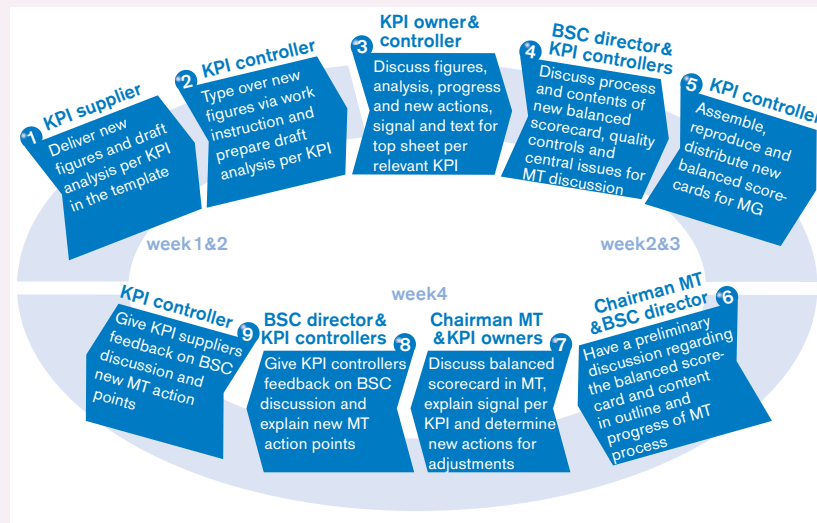 1 KPI supplier
Deliver new
figures and draft
analysis per KPI
in the template
2 KPI controller
Type over new
figures via work
instruction and
prepare draft
analysis per KPI
3 KPI owner &
controller
Discuss figures,
analysis, progress
and new actions,
signal and text for
top sheet per
relevant KPI
4 BSC director &
KPI controllers
Discuss process
and contents of
new balanced
scorecard, quality
controls and
central issues for
MT discussion
5 KPI controller
Assemble,
reproduce and
distribute new
balanced score-
cards for MG
week 1&2
week 2&3
week 4
Chairman MT 6
& BSC director
Have a preliminary
discussion regarding
the balanced score-
card and content
in outline and
progress of MT
process
Chairman MT
& KPI owners 7
Discuss balanced
scorecard in MT,
explain signal per
KPI and determine
new actions for
adjustments
BSC director &
KPI controllers 8
Give KPI controllers
feedback on BSC
discussion and
explain new MT
action points
KPI controller 9
Give KPI suppliers
feedback on BSC
discussion and
new MT action
points